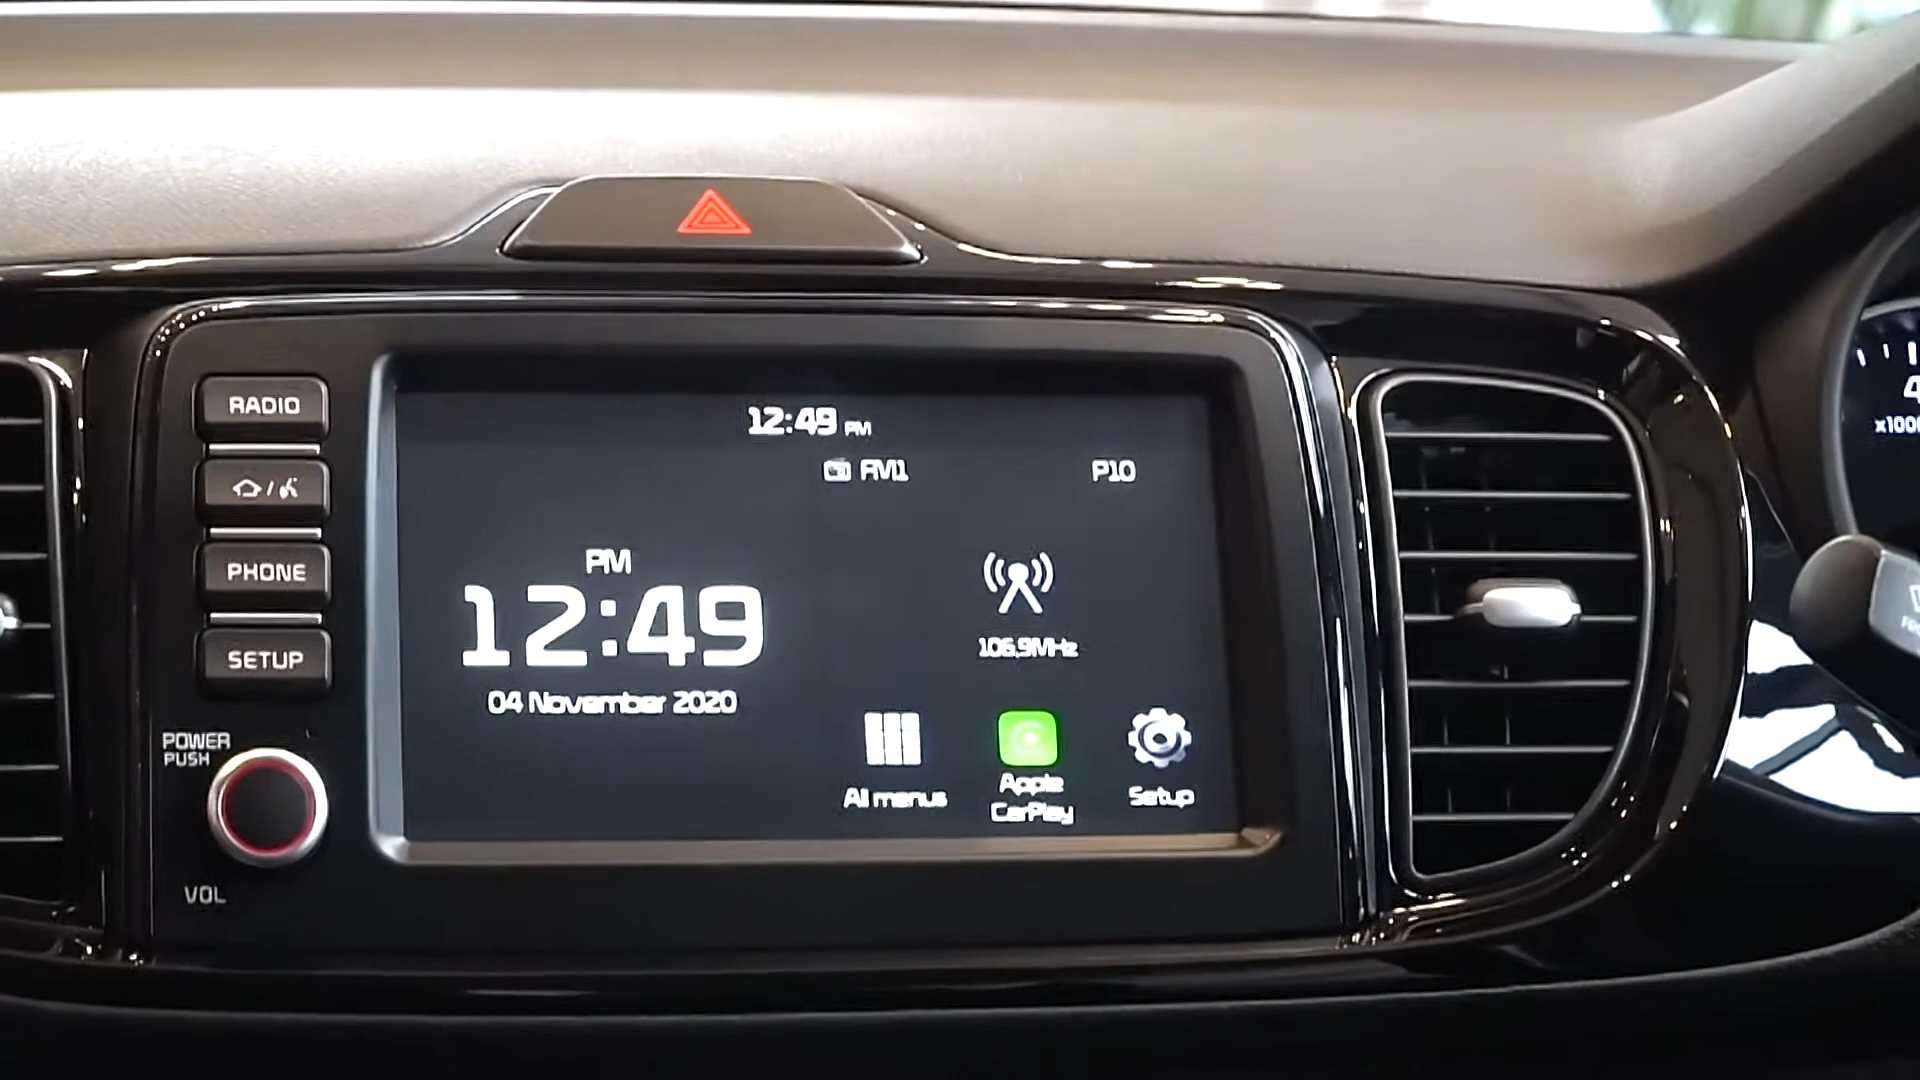 12:49 PM
FM1
P10
RADIO
PHONE
SETUP
POWER
PUSH
VOL
PM
12:49
04 November 2020
106.9MHz
All menus
Apple
CarPlay
Setup
4